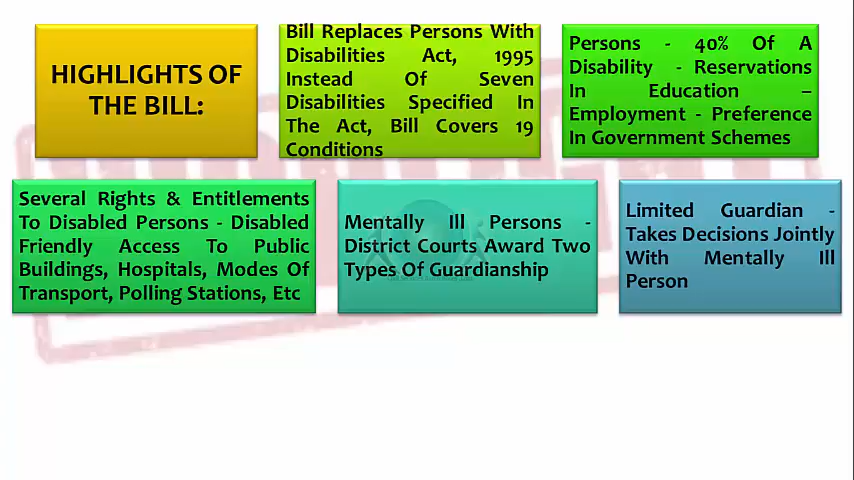 HIGHLIGHTS OF
THE BILL:
Bill Replaces Persons With
Disabilities Act, 1995
Instead Of Seven
Disabilities Specified In
The Act, Bill Covers 19
Conditions
Persons - 40% Of A
Disability - Reservations
In Education –
Employment - Preference
In Government Schemes
Several Rights & Entitlements
To Disabled Persons - Disabled
Friendly Access To Public
Buildings, Hospitals, Modes Of
Transport, Polling Stations, Etc
Mentally Ill Persons -
District Courts Award Two
Types Of Guardianship
Limited Guardian -
Takes Decisions Jointly
With Mentally Ill
Person